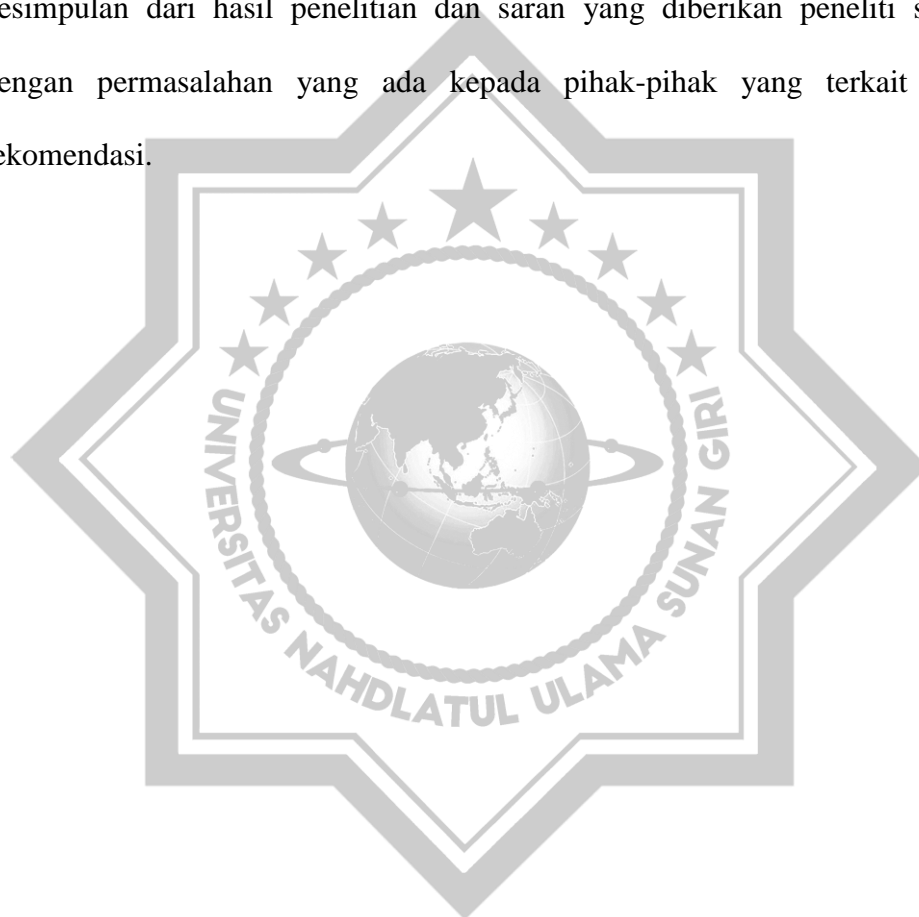 esimpulan dari hasil penelitian dan saran yang diberikan peneliti s
engan permasalahan yang ada kepada pihak-pihak yang terkait
ekomendasi.
UNIVERSITAS NAHDLATUL ULAMA SUNAN GIRI